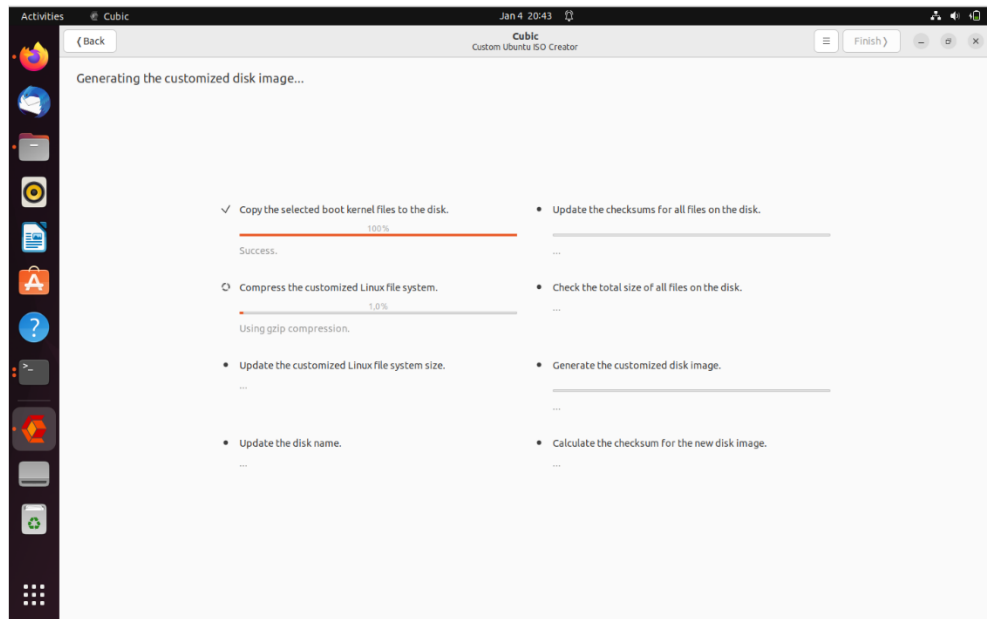 Activities
Cubic
Jan 4 20:43
Back
Cubic
Custom Ubuntu ISO Creator
Finish
Generating the customized disk image...
Copy the selected boot kernel files to the disk.
100%
Success.
Compress the customized Linux file system.
1,0%
Using gzip compression.
Update the customized Linux file system size.
...
Update the disk name.
...
Update the checksums for all files on the disk.
...
Check the total size of all files on the disk.
...
Generate the customized disk image.
...
Calculate the checksum for the new disk image.
...